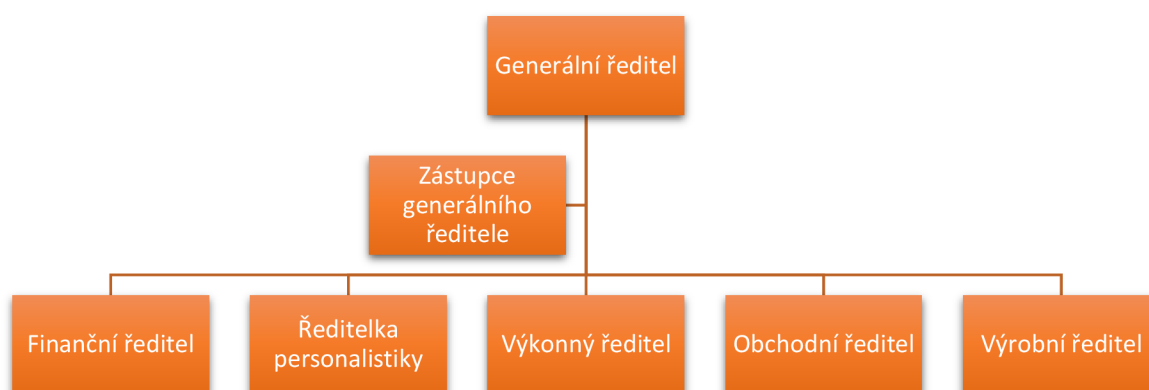 Generální ředitel
Zástupce
generálního
ředitele
Finanční ředitel
Ředitelka
personalistiky
Výkonný ředitel
Obchodní ředitel
Výrobní ředitel